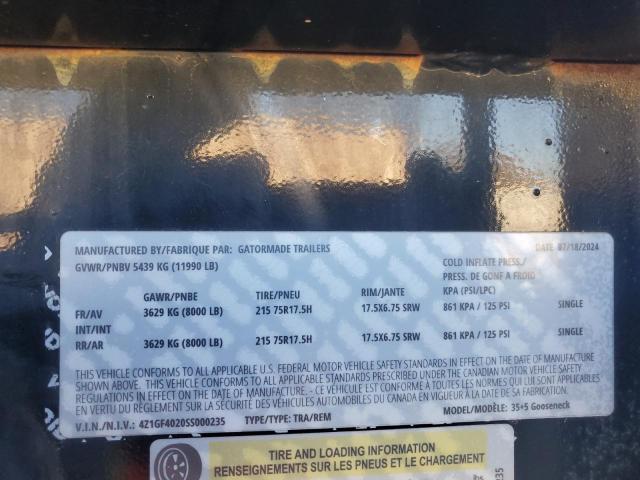 MANUFACTURED BY/FABRIQUE PAR: GATORMADE TRAILERS DATE 07/18/2024
GVWR/PNBV 5439 KG (11990 LB) COLD INFLATE PRESS./
PRESS. DE GONF A FROID
GAWR/PNBE TIRE/PNEU RIM/JANTE KPA (PSI/LPC)
FR/AV 3629 KG (8000 LB) 215 75R17.5H 17.5X6.75 SRW 861 KPA / 125 PSI SINGLE
INT/INT
RR/AR 3629 KG (8000 LB) 215 75R17.5H 17.5X6.75 SRW 861 KPA / 125 PSI SINGLE
THIS VEHICLE CONFORMS TO ALL APPLICABLE U.S. FEDERAL MOTOR VEHICLE SAFETY STANDARDS IN EFFECT ON THE DATE OF MANUFACTURE
SHOWN ABOVE. THIS VEHICLE CONFORMS TO ALL APPLICABLE STANDARDS PRESCRIBED UNDER THE CANADIAN MOTOR VEHICLE SAFETY
REGULATIONS IN EFFECT ON THE DATE OF MANUFACTURE. - CE VÉHICULE EST CONFORME A TOUTES LES NORMES QUI LUI SONT APPLICABLES
EN VERTU DU RÈGLEMENT SUR LA SÉCURITÉ DES VÉHICULES AUTOMOBILES DU CANADA EN VIGUEUR A LA DATE DE SA FABRICATION
V.I.N./N.I.V.: 4Z1GF4020SS000235 TYPE/TYPE: TRA/REM MODEL/MODÈLE: 35+5 Gooseneck
TIRE AND LOADING INFORMATION
RENSEIGNEMENTS SUR LES PNEUS ET LE CHARGEMENT
235